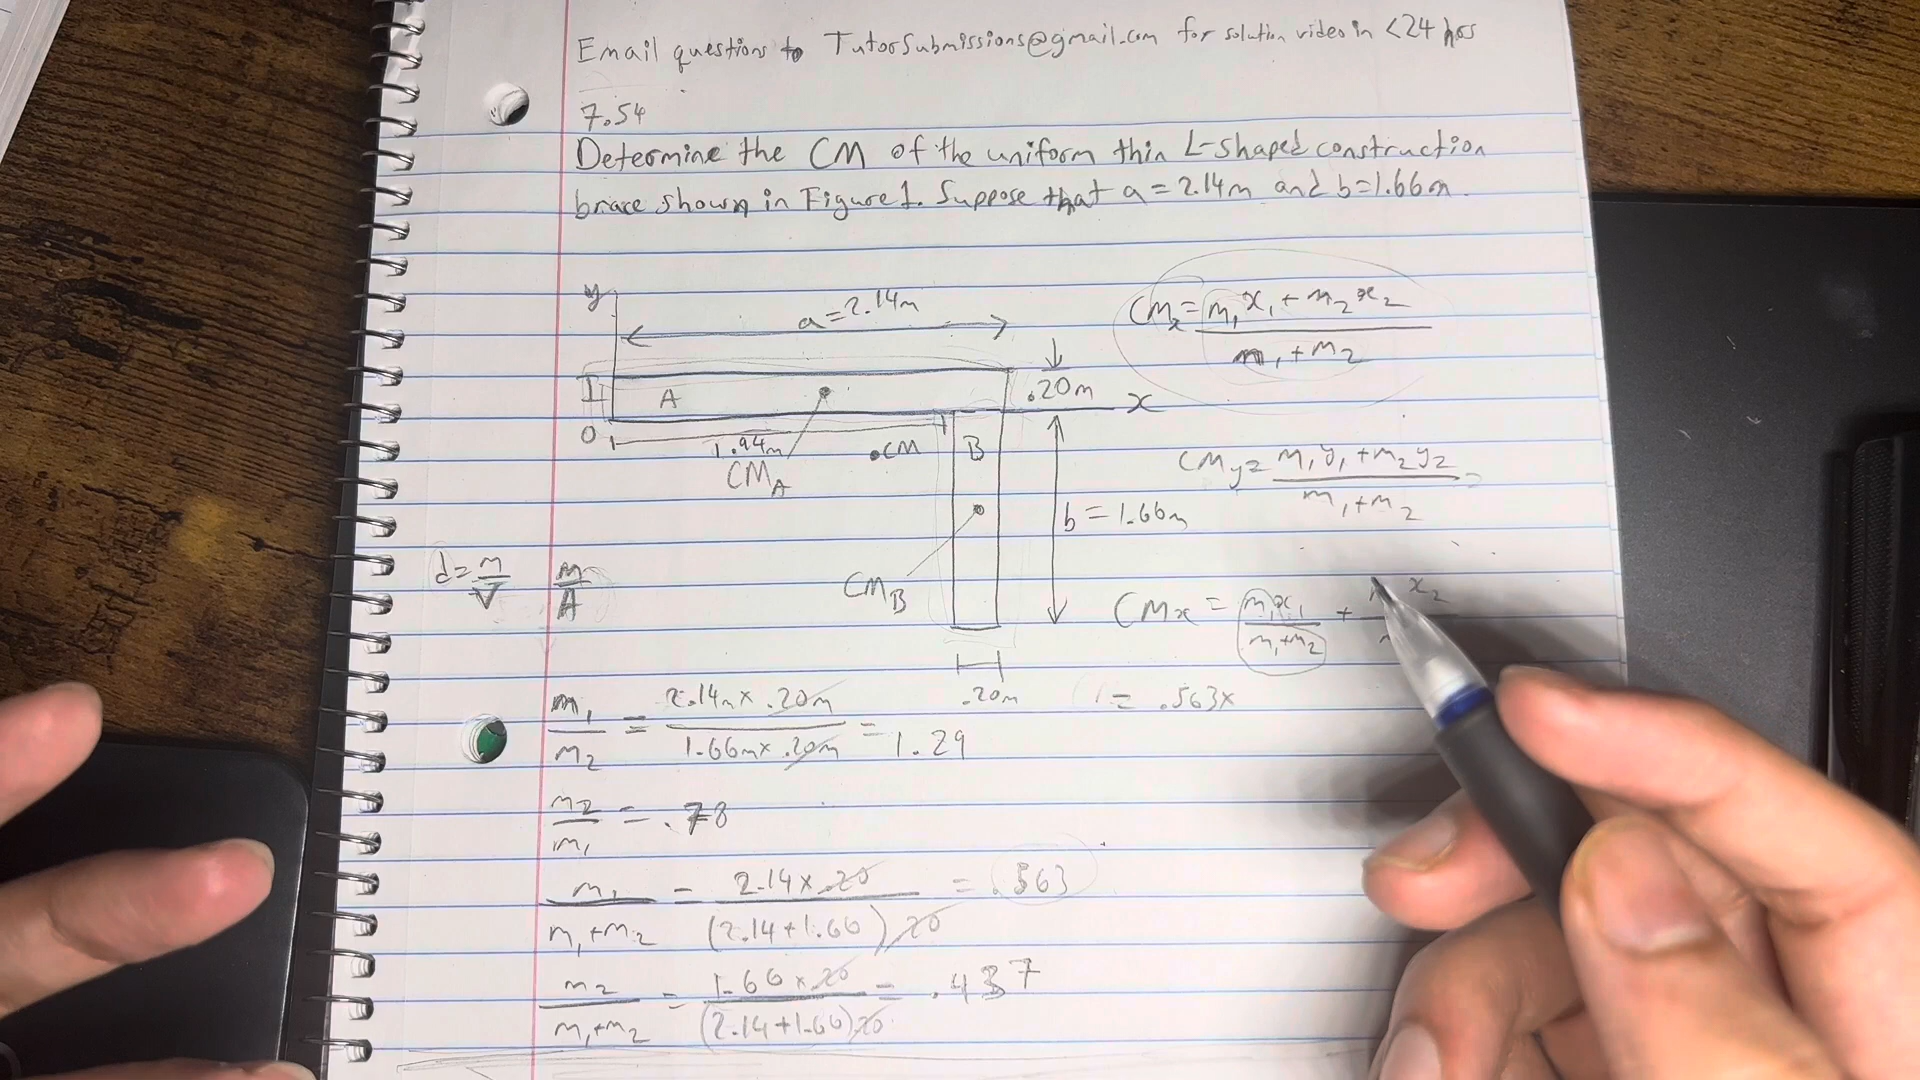 Email questions to TutorSubmissions@gmail.com for solution video in <24 hrs
7.54
Determine the CM of the uniform thin L-shaped construction
brace shown in Figure 1. Suppose that a = 2.14m and b=1.66m.
y
a = 2.14m
CMx = m1x1 + m2x2
m1 + m2
A
.20m
x
O
1.94m
.CM
B
CMA
CMy = m1y1 + m2y2 =
m1 + m2
b = 1.66m
d = m/V
m/A
CMB
CMx = m1x1/m1+m2 + x2
.20m
= .563x
m1/m2 = 2.14m x .20m / 1.66m x .20m = 1.29
m2/m1 = .78
m1/m1+m2 = 2.14 x .20 / (2.14+1.66).20 = .563
m2/m1+m2 = 1.66 x .20 / (2.14+1.66).20 = .437